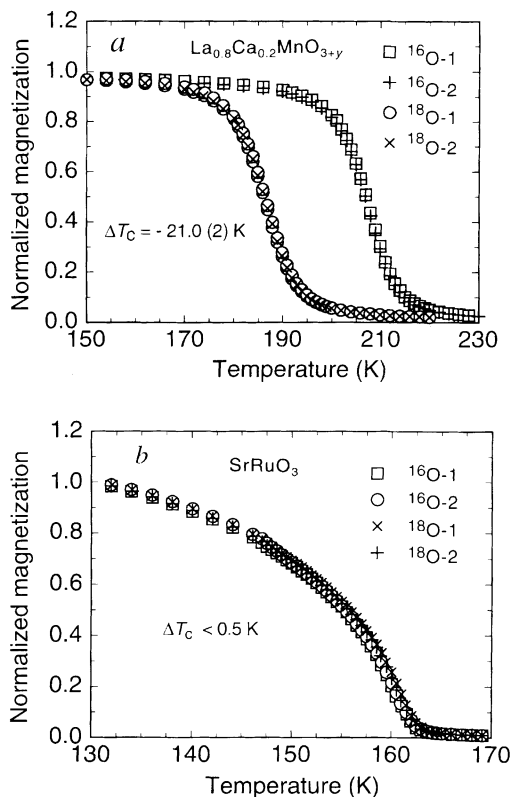 a
La₀.₈Ca₀.₂MnO₃₊ᵧ
¹⁶O-1
¹⁶O-2
¹⁸O-1
¹⁸O-2
ΔT_C = - 21.0 (2) K
Normalized magnetization
1.2
1.0
0.8
0.6
0.4
0.2
0.0
150
170
190
210
230
Temperature (K)
b
SrRuO₃
¹⁶O-1
¹⁶O-2
¹⁸O-1
¹⁸O-2
ΔT_C < 0.5 K
Normalized magnetization
1.2
1.0
0.8
0.6
0.4
0.2
0.0
130
140
150
160
170
Temperature (K)